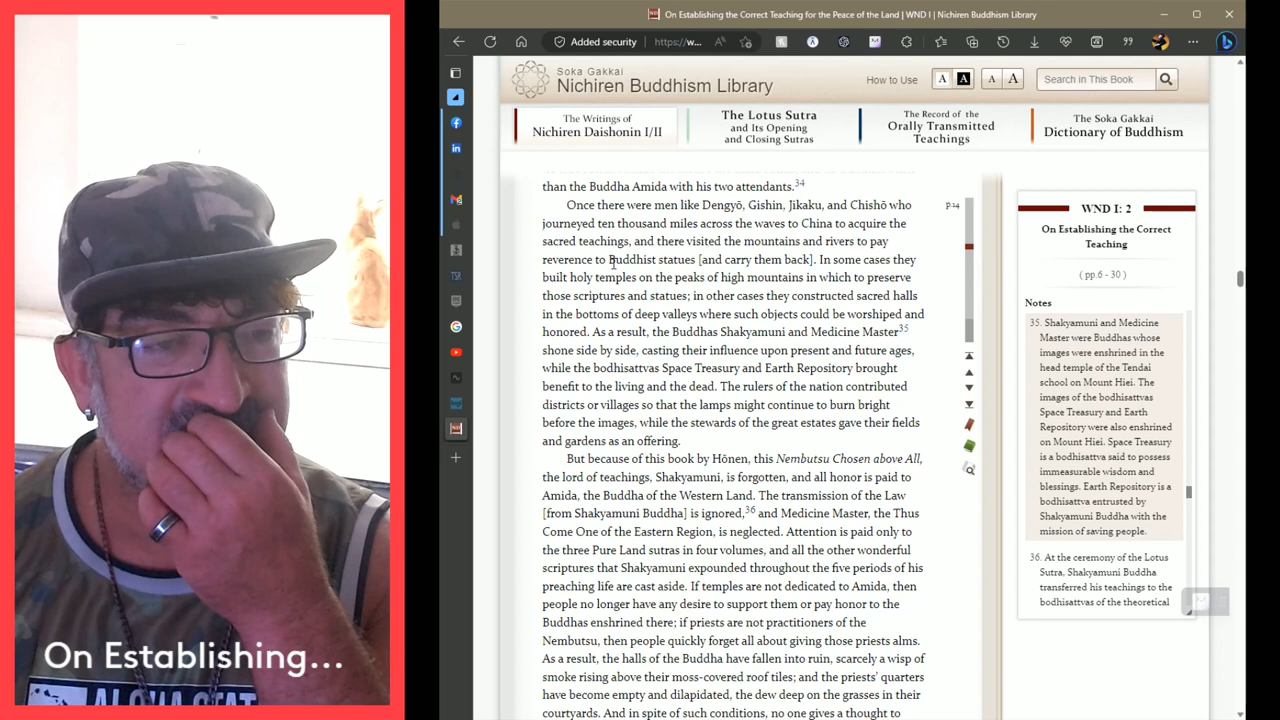 On Establishing the Correct Teaching for the Peace of the Land | WND I | Nichiren Buddhism Library
Added security
https://w...
Soka Gakkai
Nichiren Buddhism Library
How to Use
A A A A
Search in This Book
The Writings of
Nichiren Daishonin I/II
The Lotus Sutra
and Its Opening
and Closing Sutras
The Record of the
Orally Transmitted
Teachings
The Soka Gakkai
Dictionary of Buddhism
than the Buddha Amida with his two attendants.34
Once there were men like Dengyō, Gishin, Jikaku, and Chishō who
journeyed ten thousand miles across the waves to China to acquire the
sacred teachings, and there visited the mountains and rivers to pay
reverence to Buddhist statues [and carry them back]. In some cases they
built holy temples on the peaks of high mountains in which to preserve
those scriptures and statues; in other cases they constructed sacred halls
in the bottoms of deep valleys where such objects could be worshiped and
honored. As a result, the Buddhas Shakyamuni and Medicine Master35
shone side by side, casting their influence upon present and future ages,
while the bodhisattvas Space Treasury and Earth Repository brought
benefit to the living and the dead. The rulers of the nation contributed
districts or villages so that the lamps might continue to burn bright
before the images, while the stewards of the great estates gave their fields
and gardens as an offering.
But because of this book by Hōnen, this Nembutsu Chosen above All,
the lord of teachings, Shakyamuni, is forgotten, and all honor is paid to
Amida, the Buddha of the Western Land. The transmission of the Law
[from Shakyamuni Buddha] is ignored,36 and Medicine Master, the Thus
Come One of the Eastern Region, is neglected. Attention is paid only to
the three Pure Land sutras in four volumes, and all the other wonderful
scriptures that Shakyamuni expounded throughout the five periods of his
preaching life are cast aside. If temples are not dedicated to Amida, then
people no longer have any desire to support them or pay honor to the
Buddhas enshrined there; if priests are not practitioners of the
Nembutsu, then people quickly forget all about giving those priests alms.
As a result, the halls of the Buddha have fallen into ruin, scarcely a wisp of
smoke rising above their moss-covered roof tiles; and the priests' quarters
have become empty and dilapidated, the dew deep on the grasses in their
courtyards. And in spite of such conditions, no one gives a thought to
P.14
WND I: 2
On Establishing the Correct
Teaching
( pp.6 - 30 )
Notes
35. Shakyamuni and Medicine
Master were Buddhas whose
images were enshrined in the
head temple of the Tendai
school on Mount Hiei. The
images of the bodhisattvas
Space Treasury and Earth
Repository were also enshrined
on Mount Hiei. Space Treasury
is a bodhisattva said to possess
immeasurable wisdom and
blessings. Earth Repository is a
bodhisattva entrusted by
Shakyamuni Buddha with the
mission of saving people.
36. At the ceremony of the Lotus
Sutra, Shakyamuni Buddha
transferred his teachings to the
bodhisattvas of the theoretical
TSR
On Establishing...